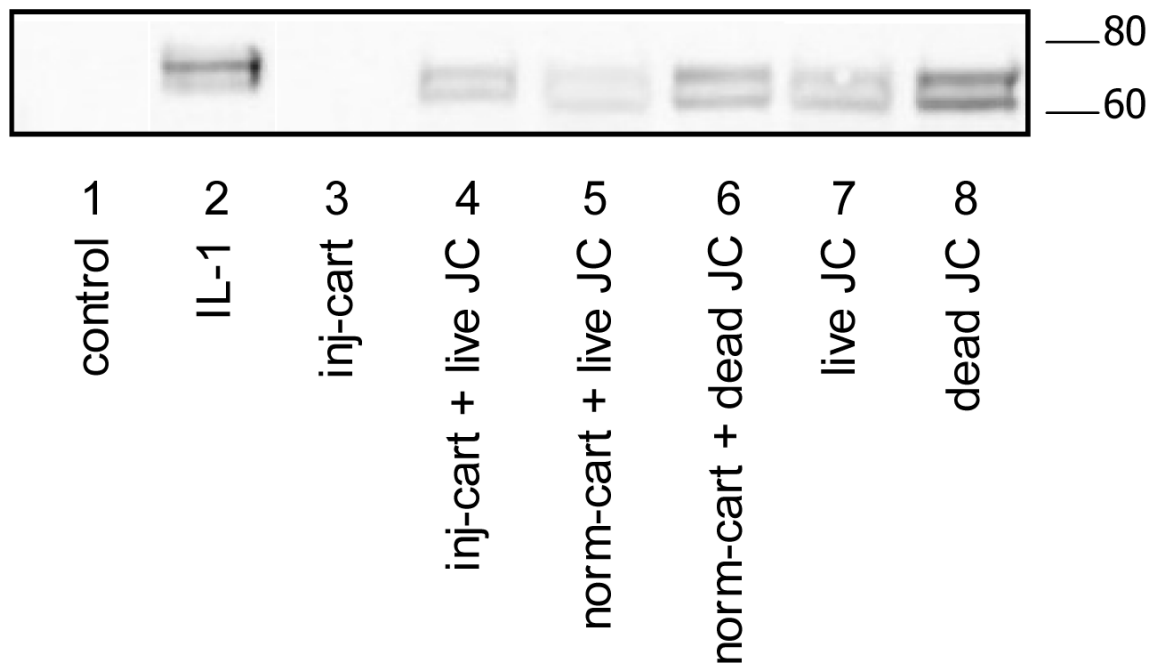 80
60
1 2 3 4 5 6 7 8
control
IL-1
inj-cart
inj-cart + live JC
norm-cart + live JC
norm-cart + dead JC
live JC
dead JC